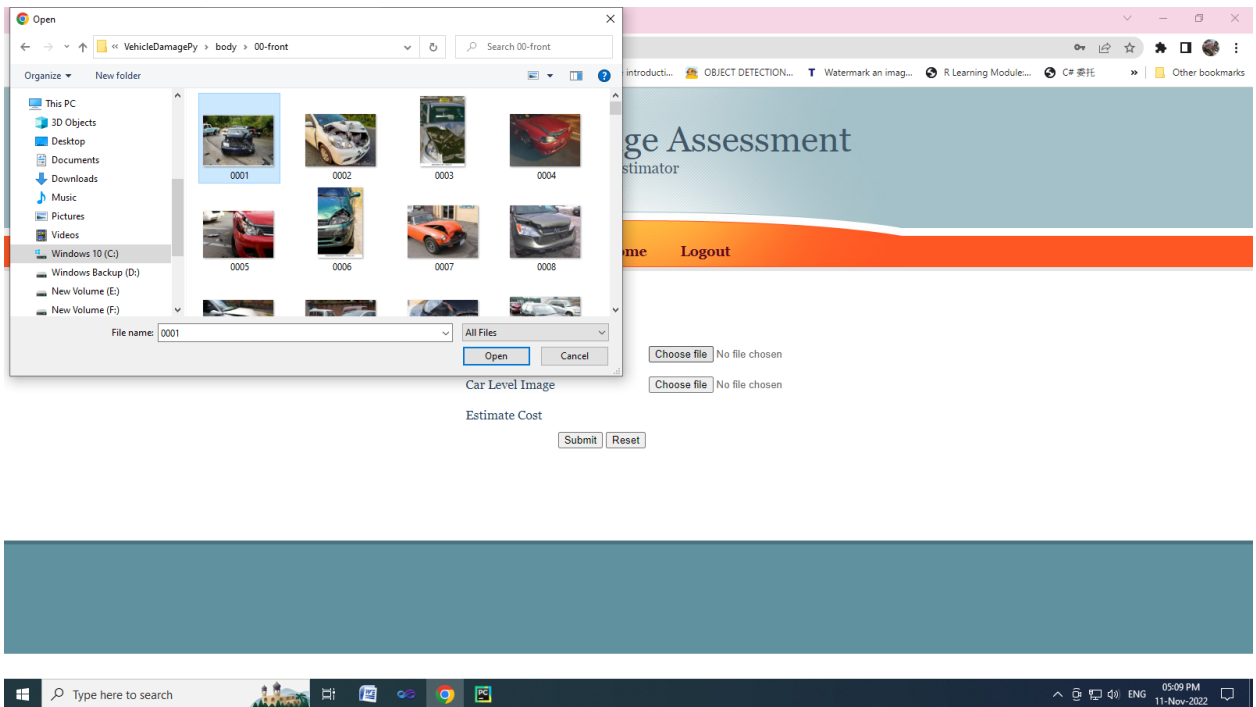 Open
« VehicleDamagePy › body › 00-front
Search 00-front
Organize
New folder
introducti...
OBJECT DETECTION...
T Watermark an imag...
R Learning Module:...
C# 委托
»
Other bookmarks
This PC
3D Objects
Desktop
Documents
Downloads
Music
Pictures
Videos
Windows 10 (C:)
Windows Backup (D:)
New Volume (E:)
New Volume (F:)
0001
0002
0003
0004
0005
0006
0007
0008
File name: 0001
All Files
Open
Cancel
ge Assessment
stimator
me
Logout
Choose file No file chosen
Car Level Image
Choose file No file chosen
Estimate Cost
Submit
Reset
Type here to search
PC
ENG
05:09 PM
11-Nov-2022